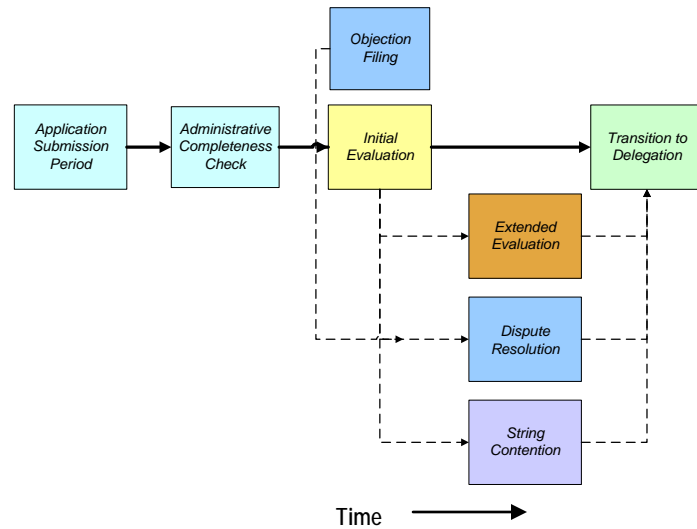 Objection
Filing
Application
Submission
Period
Administrative
Completeness
Check
Initial
Evaluation
Transition to
Delegation
Extended
Evaluation
Dispute
Resolution
String
Contention
Time